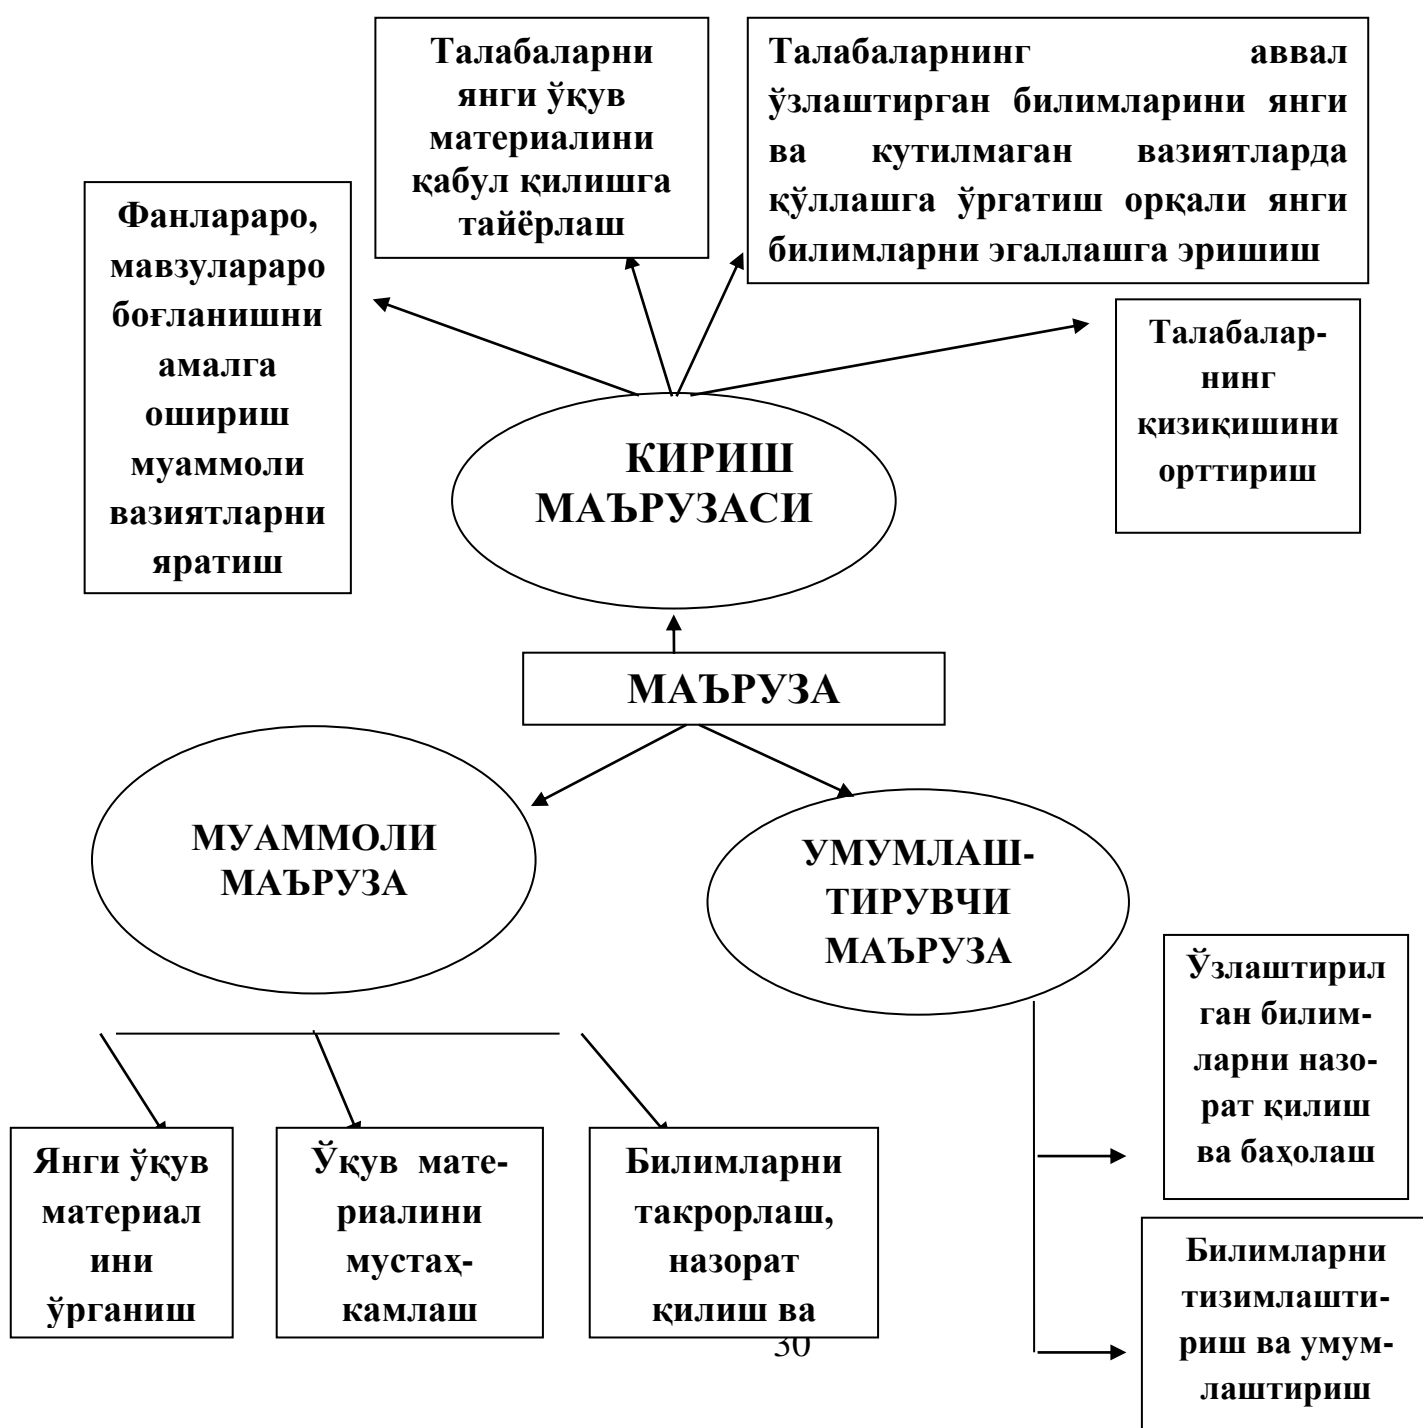 Талабаларни
янги ўқув
материалини
қабул қилишга
тайёрлаш
Талабаларнинг аввал
ўзлаштирган билимларини янги
ва кутилмаган вазиятларда
қўллашга ўргатиш орқали янги
билимларни эгаллашга эришиш
Фанлараро,
мавзулараро
боғланишни
амалга
ошириш
муаммоли
вазиятларни
яратиш
Талабалар-
нинг
қизиқишини
орттириш
КИРИШ
МАЪРУЗАСИ
МАЪРУЗА
МУАММОЛИ
МАЪРУЗА
УМУМЛАШ-
ТИРУВЧИ
МАЪРУЗА
Ўзлаштирил
ган билим-
ларни назо-
рат қилиш
ва баҳолаш
Янги ўқув
материал
ини
ўрганиш
Ўқув мате-
риалини
мустаҳ-
камлаш
Билимларни
такрорлаш,
назорат
қилиш ва
Билимларни
тизимлашти-
риш ва умум-
лаштириш
30